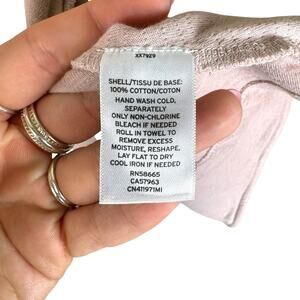 XX7929
SHELL/TISSU DE BASE:
100% COTTON/COTON
HAND WASH COLD,
SEPARATELY
ONLY NON-CHLORINE
BLEACH IF NEEDED
ROLL IN TOWEL TO
REMOVE EXCESS
MOISTURE, RESHAPE,
LAY FLAT TO DRY
COOL IRON IF NEEDED
RN58665
CA57963
CN411971MI